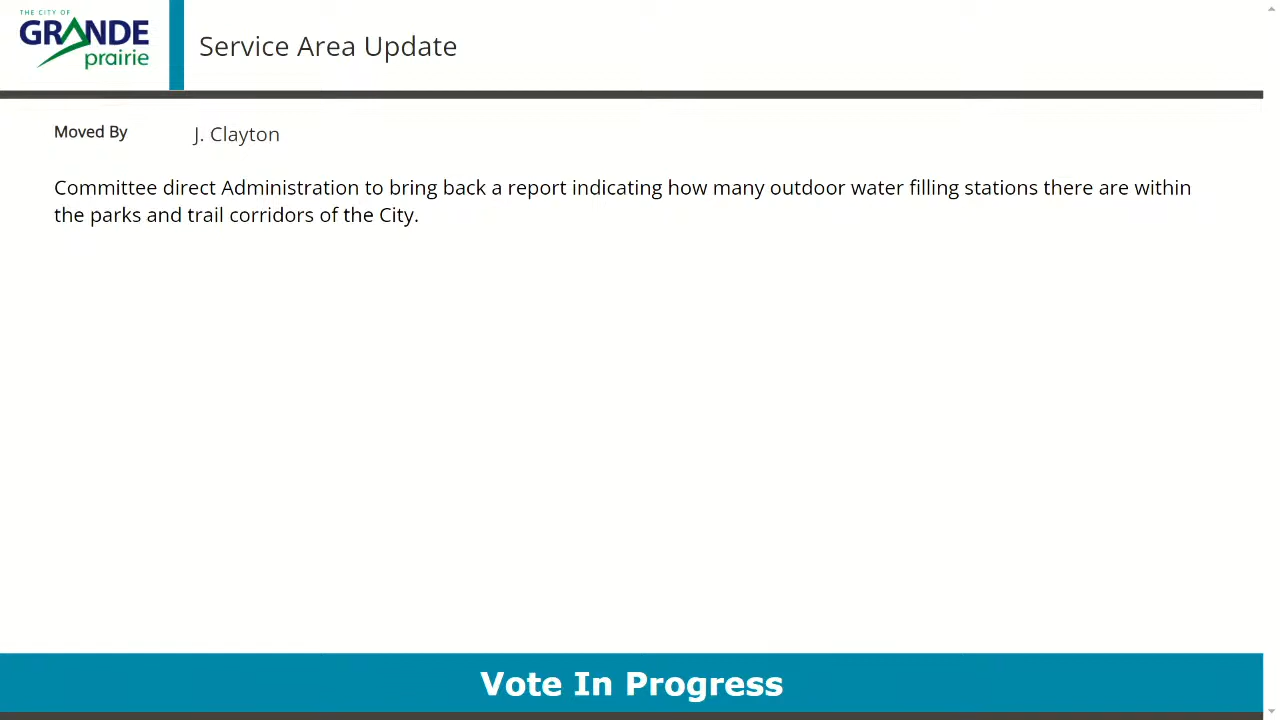 THE CITY OF
GRANDE
prairie
Service Area Update
Moved By
J. Clayton
Committee direct Administration to bring back a report indicating how many outdoor water filling stations there are within
the parks and trail corridors of the City.
Vote In Progress